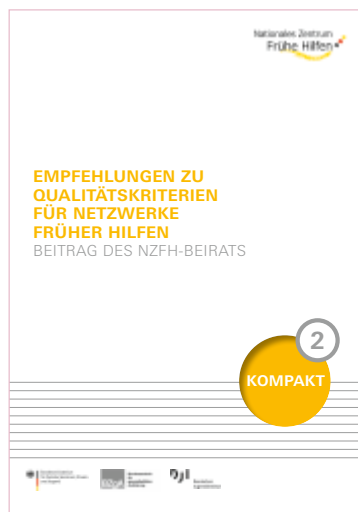 Nationales Zentrum
Frühe Hilfen
EMPFEHLUNGEN ZU
QUALITÄTSKRITERIEN
FÜR NETZWERKE
FRÜHER HILFEN
BEITRAG DES NZFH-BEIRATS
2
KOMPAKT